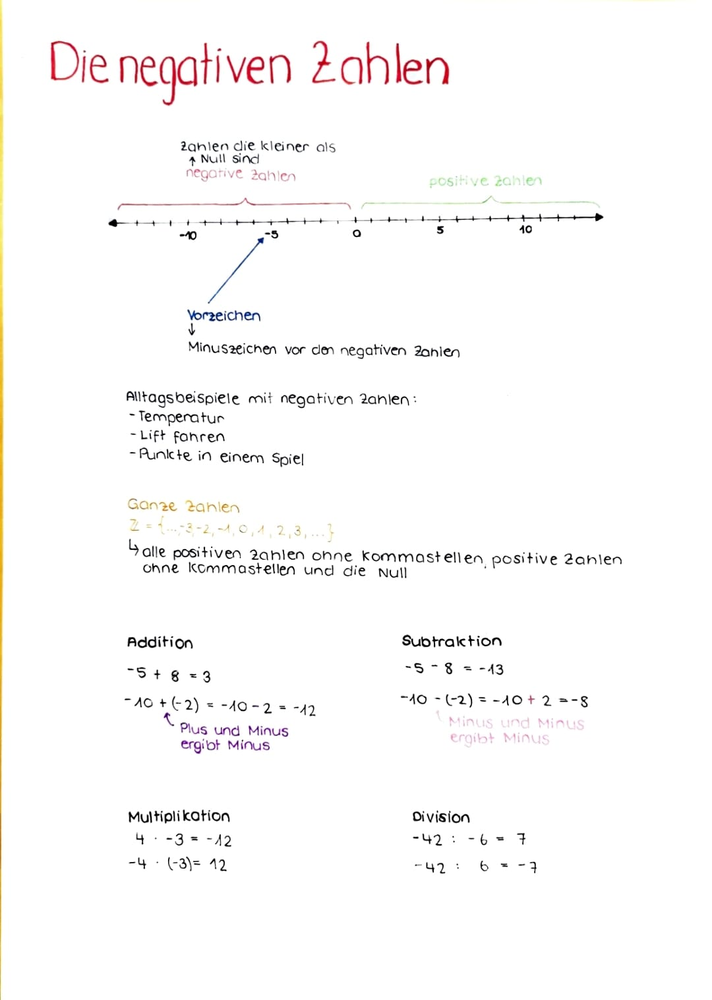 Die negativen Zahlen
Zahlen die kleiner als
↑ Null sind
negative Zahlen
positive Zahlen
-10
-5
0
5
10
Vorzeichen
↓
Minuszeichen vor den negativen Zahlen
Alltagsbeispiele mit negativen Zahlen:
- Temperatur
- Lift fahren
- Punkte in einem Spiel
Ganze Zahlen
ℤ = {...,-3-2,-1,0,1,2,3,...}
↳ alle positiven Zahlen ohne Kommastellen, positive Zahlen
ohne Kommastellen und die Null
Addition
-5 + 8 = 3
-10 + (-2) = -10 - 2 = -12
Plus und Minus
ergibt Minus
Subtraktion
-5 - 8 = -13
-10 - (-2) = -10 + 2 = -8
Minus und Minus
ergibt Minus
Multiplikation
4 · -3 = -12
-4 · (-3) = 12
Division
-42 : -6 = 7
-42 : 6 = -7